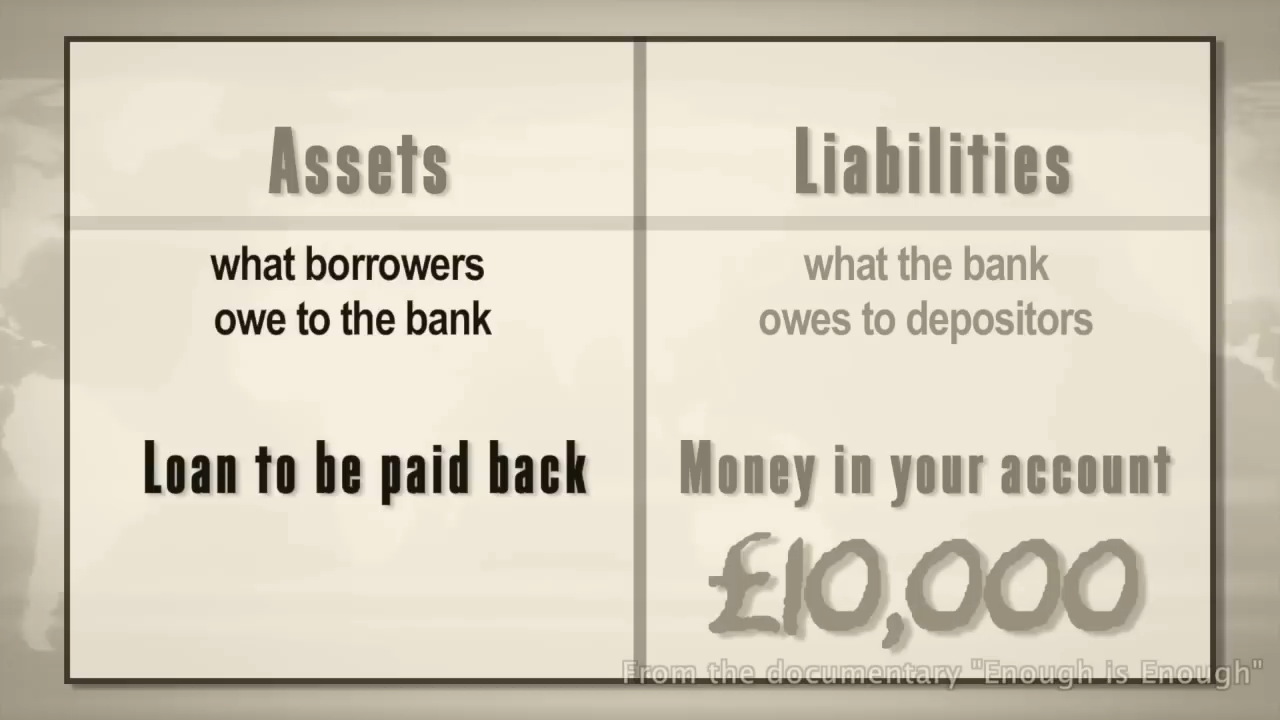 Assets
what borrowers
owe to the bank
Loan to be paid back
Liabilities
what the bank
owes to depositors
Money in your account
£10,000
From the documentary "Enough is Enough"